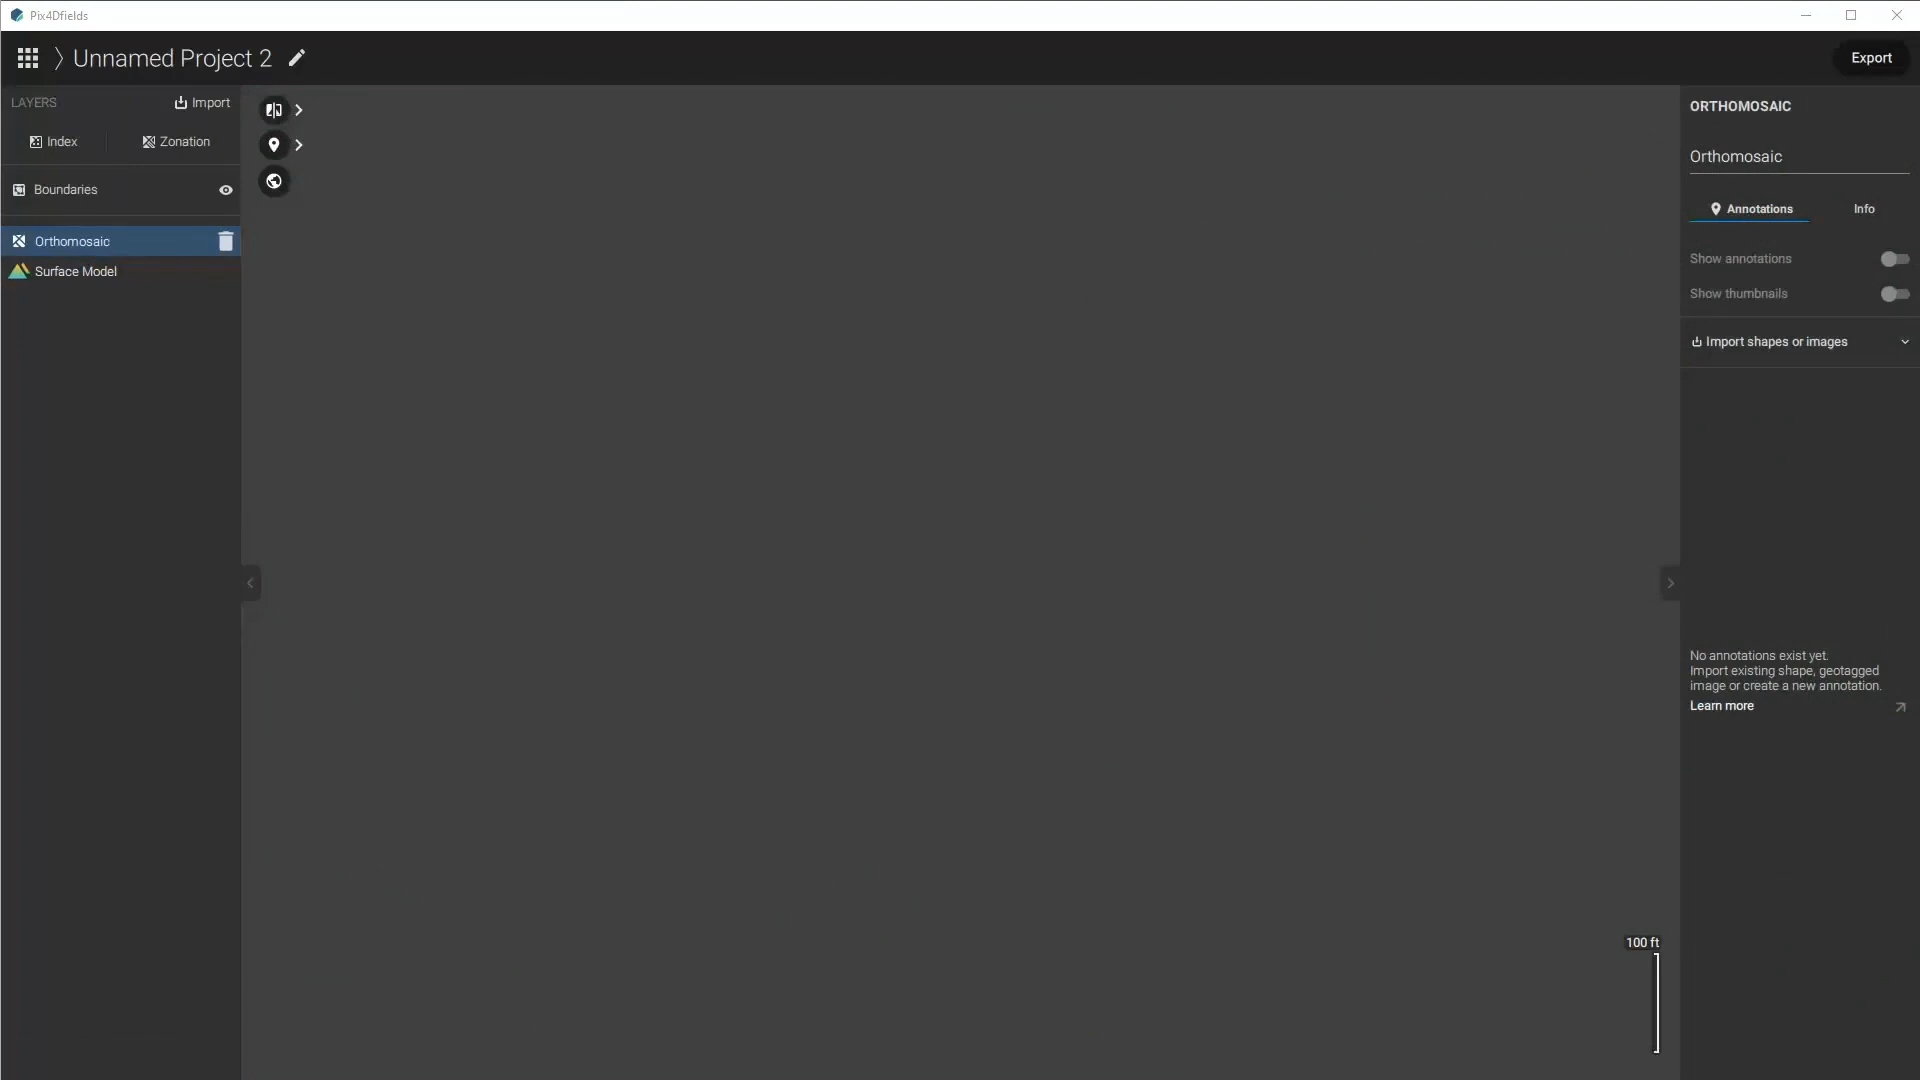 Pix4Dfields
Unnamed Project 2
Export
LAYERS
Import
Index
Zonation
Boundaries
Orthomosaic
Surface Model
ORTHOMOSAIC
Orthomosaic
Annotations
Info
Show annotations
Show thumbnails
Import shapes or images
No annotations exist yet.
Import existing shape, geotagged
image or create a new annotation.
Learn more
100 ft